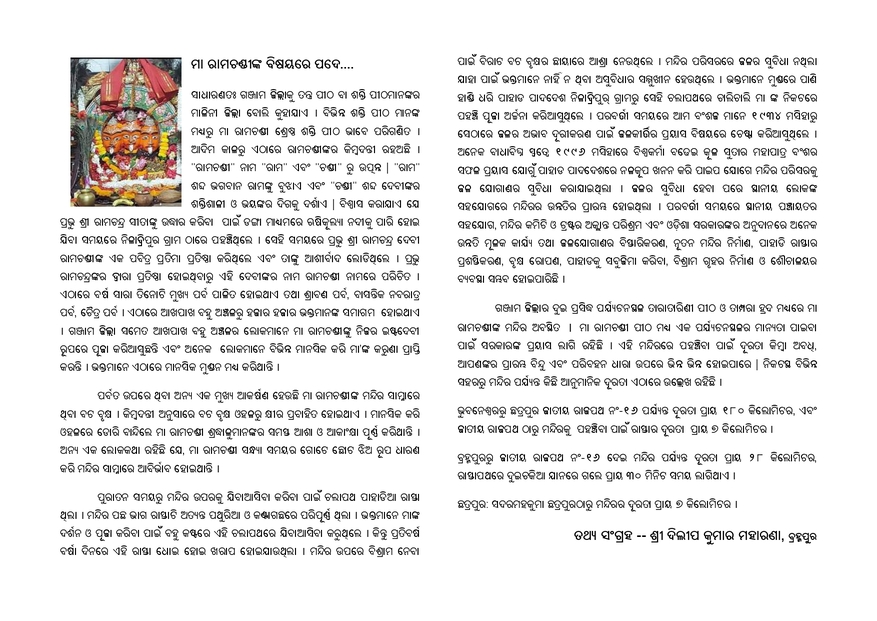 ମା ରାମଚଣ୍ଡୀଙ୍କ ବିଷୟରେ ପଦେ....
ସାଧାରଣତଃ ଗଞ୍ଜାମ ଜିଲ୍ଲାକୁ ତନ୍ତ୍ର ପୀଠ ବା ଶକ୍ତି ପୀଠମାନଙ୍କର
ମାଳିନୀ ଜିଲ୍ଲା ବୋଲି କୁହାଯାଏ । ବିଭିନ୍ନ ଶକ୍ତି ପୀଠ ମାନଙ୍କ
ମଧ୍ୟରୁ ମା ରାମଚଣ୍ଡୀ ଶ୍ରେଷ୍ଠ ଶକ୍ତି ପୀଠ ଭାବେ ପରିଗଣିତ ।
ଆଦିମ କାଳରୁ ଏଠାରେ ରାମଚଣ୍ଡୀଙ୍କର କିମ୍ବଦନ୍ତୀ ରହିଅଛି ।
"ରାମଚଣ୍ଡୀ" ନାମ "ରାମ" ଏବଂ "ଚଣ୍ଡୀ" ରୁ ଉତ୍ପନ୍ନ | "ରାମ"
ଶବ୍ଦ ଭଗବାନ ରାମଙ୍କୁ ବୁଝାଏ ଏବଂ "ଚଣ୍ଡୀ" ଶବ୍ଦ ଦେବୀଙ୍କର
ଶକ୍ତିଶାଳୀ ଓ ଭୟଙ୍କର ଦିଗକୁ ଦର୍ଶାଏ | ବିଶ୍ୱାସ କରାଯାଏ ଯେ
ପ୍ରଭୁ ଶ୍ରୀ ରାମଚନ୍ଦ୍ର ସୀତାଙ୍କୁ ଉଦ୍ଧାର କରିବା ପାଇଁ ଡଙ୍ଗା ମାଧ୍ୟମରେ ଋଷିକୂଲ୍ୟା ନଦୀକୁ ପାରି ହୋଇ
ଯିବା ସମୟରେ ନିଳାଦ୍ରିପୁର ଗ୍ରାମ ଠାରେ ପହଞ୍ଚିଥିଲେ । ସେହି ସମୟରେ ପ୍ରଭୁ ଶ୍ରୀ ରାମଚନ୍ଦ୍ର ଦେବୀ
ରାମଚଣ୍ଡୀଙ୍କ ଏକ ପବିତ୍ର ପ୍ରତିମା ପ୍ରତିଷ୍ଠା କରିଥିଲେ ଏବଂ ତାଙ୍କୁ ଆଶୀର୍ବାଦ ଲୋଡିଥିଲେ । ପ୍ରଭୁ
ରାମଚନ୍ଦ୍ରଙ୍କର ଦ୍ୱାରା ପ୍ରତିଷ୍ଠା ହୋଇଥିବାରୁ ଏହି ଦେବୀଙ୍କର ନାମ ରାମଚଣ୍ଡୀ ନାମରେ ପରିଚିତ ।
ଏଠାରେ ବର୍ଷ ସାରା ତିନୋଟି ମୁଖ୍ୟ ପର୍ବ ପାଳିତ ହୋଇଥାଏ ତଥା ଶ୍ରାବଣ ପର୍ବ, ବାସନ୍ତିକ ନବରାତ୍ର
ପର୍ବ, ଚୈତ୍ର ପର୍ବ । ଏଠାରେ ଆଖପାଖ ବହୁ ଅଞ୍ଚଳରୁ ହଜାର ହଜାର ଭକ୍ତମାନଙ୍କ ସମାଗମ ହୋଇଥାଏ
। ଗଞ୍ଜାମ ଜିଲ୍ଲା ସମେତ ଆଖପାଖ ବହୁ ଅଞ୍ଚଳର ଲୋକମାନେ ମା ରାମଚଣ୍ଡୀଙ୍କୁ ନିଜର ଇଷ୍ଟଦେବୀ
ରୂପରେ ପୂଜା କରିଆସୁଛନ୍ତି ଏବଂ ଅନେକ ଲୋକମାନେ ବିଭିନ୍ନ ମାନସିକ କରି ମା'ଙ୍କ କରୁଣା ପ୍ରାପ୍ତି
କରନ୍ତି । ଭକ୍ତମାନେ ଏଠାରେ ମାନସିକ ମୁଣ୍ଡନ ମଧ୍ୟ କରିଥାନ୍ତି ।
ପର୍ବତ ଉପରେ ଥିବା ଅନ୍ୟ ଏକ ମୁଖ୍ୟ ଆକର୍ଷଣ ହେଉଛି ମା ରାମଚଣ୍ଡୀଙ୍କ ମନ୍ଦିର ସାମ୍ନାରେ
ଥିବା ବଟ ବୃକ୍ଷ । କିମ୍ବଦନ୍ତୀ ଅନୁସାରେ ବଟ ବୃକ୍ଷ ଓହଳରୁ କ୍ଷୀର ପ୍ରବାହିତ ହୋଇଥାଏ । ମାନସିକ କରି
ଓହଳରେ ଡୋରି ବାନ୍ଧିଲେ ମା ରାମଚଣ୍ଡୀ ଶ୍ରଦ୍ଧାଳୁମାନଙ୍କର ସମସ୍ତ ଆଶା ଓ ଆକାଂକ୍ଷା ପୂର୍ଣ୍ଣ କରିଥାନ୍ତି ।
ଅନ୍ୟ ଏକ ଲୋକକଥା ରହିଛି ଯେ, ମା ରାମଚଣ୍ଡୀ ସନ୍ଧ୍ୟା ସମୟର ଗୋଟେ ଛୋଟ ଝିଅ ରୂପ ଧାରଣ
କରି ମନ୍ଦିର ସାମ୍ନାରେ ଆବିର୍ଭାବ ହୋଇଥାନ୍ତି ।
ପୁରାତନ ସମୟରୁ ମନ୍ଦିର ଉପରକୁ ଯିବାଆସିବା କରିବା ପାଇଁ ଚଲାପଥ ପାହାଡିଆ ରାସ୍ତା
ଥିଲା । ମନ୍ଦିର ପଛ ଭାଗ ରାସ୍ତାଟି ଅତ୍ୟନ୍ତ ପଥୁରିଆ ଓ କଣ୍ଟାଗଛରେ ପରିପୂର୍ଣ୍ଣ ଥିଲା । ଭକ୍ତମାନେ ମା'ଙ୍କ
ଦର୍ଶନ ଓ ପୂଜା କରିବା ପାଇଁ ବହୁ କଷ୍ଟରେ ଏହି ଚଲାପଥରେ ଯିବାଆସିବା କରୁଥିଲେ । କିନ୍ତୁ ପ୍ରତିବର୍ଷ
ବର୍ଷା ଦିନରେ ଏହି ରାସ୍ତା ଧୋଇ ହୋଇ ଖରାପ ହୋଇଯାଉଥିଲା । ମନ୍ଦିର ଉପରେ ବିଶ୍ରାମ ନେବା
ପାଇଁ ବିରାଟ ବଟ ବୃକ୍ଷର ଛାୟାରେ ଆଶ୍ରା ନେଉଥିଲେ । ମନ୍ଦିର ପରିସରରେ ଜଳର ସୁବିଧା ନଥିଲା
ଯାହା ପାଇଁ ଭକ୍ତମାନେ ନାହିଁ ନ ଥିବା ଅସୁବିଧାର ସମ୍ମୁଖୀନ ହେଉଥିଲେ । ଭକ୍ତମାନେ ମୁଣ୍ଡରେ ପାଣି
ହାଣ୍ଡି ଧରି ପାହାଡ ପାଦଦେଶ ନିଳାଦ୍ରିପୁର୍ ଗ୍ରାମରୁ ସେହି ଚଲାପଥରେ ଚାଲିଚାଲି ମା ଙ୍କ ନିକଟରେ
ପହଞ୍ଚି ପୂଜା ଅର୍ଚ୍ଚନା କରିଆସୁଥିଲେ । ପରବର୍ତ୍ତୀ ସମୟରେ ଆମ ବଂଶଜ ମାନେ ୧୯୩୪ ମସିହାରୁ
ସେଠାରେ ଜଳର ଅଭାବ ଦୂରୀକରଣ ପାଇଁ ଜଳକାର୍ତ୍ତିର ପ୍ରୟାସ ବିଷୟରେ ଚେଷ୍ଟା କରିଆସୁଥିଲେ ।
ଅନେକ ବାଧାବିଘ୍ନ ସତ୍ତ୍ୱେ ୧୯୯୬ ମସିହାରେ ବିଶ୍ୱକର୍ମା ବଢେଇ କୂଳ ସୁତାର ମହାପାତ୍ର ବଂଶର
ସଫଳ ପ୍ରୟାସ ଯୋଗୁଁ ପାହାଡ ପାଦଦେଶରେ ନଳକୂପ ଖନନ କରି ପାଇପ ଯୋଗେ ମନ୍ଦିର ପରିସରକୁ
ଜଳ ଯୋଗାଣର ସୁବିଧା କରାଯାଇଥିଲା । ଜଳର ସୁବିଧା ହେବା ପରେ ସ୍ଥାନୀୟ ଲୋକଙ୍କ
ସହଯୋଗରେ ମନ୍ଦିରର ଉନ୍ନତିର ପ୍ରାରମ୍ଭ ହୋଇଥିଲା । ପରବର୍ତ୍ତୀ ସମୟରେ ସ୍ଥାନୀୟ ପଞ୍ଚାୟତର
ସହଯୋଗ, ମନ୍ଦିର କମିଟି ଓ ଟ୍ରଷ୍ଟର ଅକ୍ଲାନ୍ତ ପରିଶ୍ରମ ଏବଂ ଓଡ଼ିଶା ସରକାରଙ୍କ ଅନୁଦାନରେ ଅନେକ
ଉନ୍ନତି ମୂଳକ କାର୍ଯ୍ୟ ତଥା ଜଳଯୋଗାଣର ବିସ୍ତାରିକରଣ, ନୂତନ ମନ୍ଦିର ନିର୍ମାଣ, ପାହାଡି ରାସ୍ତାର
ପ୍ରଶସ୍ତିକରଣ, ବୃକ୍ଷ ରୋପଣ, ପାହାଡକୁ ସବୁଜିମା କରିବା, ବିଶ୍ରାମ ଗୃହର ନିର୍ମାଣ ଓ ଶୌଚାଳୟର
ବ୍ୟବସ୍ଥା ସମ୍ଭବ ହୋଇପାରିଛି ।
ଗଞ୍ଜାମ ଜିଲ୍ଲାର ଦୁଇ ପ୍ରସିଦ୍ଧ ପର୍ଯ୍ୟଟନସ୍ଥଳ ତାରାତାରିଣୀ ପୀଠ ଓ ତାମ୍ପରା ହ୍ରଦ ମଧ୍ୟରେ ମା
ରାମଚଣ୍ଡୀଙ୍କ ମନ୍ଦିର ଅବସ୍ଥିତ । ମା ରାମଚଣ୍ଡୀ ପୀଠ ମଧ୍ୟ ଏକ ପର୍ଯ୍ୟଟନସ୍ଥଳର ମାନ୍ୟତା ପାଇବା
ପାଇଁ ସରକାରଙ୍କ ପ୍ରୟାସ ଲାଗି ରହିଛି । ଏହି ମନ୍ଦିରରେ ପହଞ୍ଚିବା ପାଇଁ ଦୂରତା କିମ୍ବା ଅବଧି,
ଆପଣଙ୍କର ପ୍ରାରମ୍ଭ ବିନ୍ଦୁ ଏବଂ ପରିବହନ ଧାରା ଉପରେ ଭିନ୍ନ ଭିନ୍ନ ହୋଇପାରେ | ନିକଟସ୍ଥ ବିଭିନ୍ନ
ସହରରୁ ମନ୍ଦିର ପର୍ଯ୍ୟନ୍ତ କିଛି ଆନୁମାନିକ ଦୂରତା ଏଠାରେ ଉଲ୍ଲେଖ ରହିଛି ।
ଭୁବନେଶ୍ୱରରୁ ଛତ୍ରପୁର ଜାତୀୟ ରାଜପଥ ନଂ-୧୬ ପର୍ଯ୍ୟନ୍ତ ଦୂରତା ପ୍ରାୟ ୧୮୦ କିଲୋମିଟର, ଏବଂ
ଜାତୀୟ ରାଜପଥ ଠାରୁ ମନ୍ଦିରକୁ ପହଞ୍ଚିବା ପାଇଁ ରାସ୍ତାର ଦୂରତା ପ୍ରାୟ ୭ କିଲୋମିଟର ।
ବ୍ରହ୍ମପୁରରୁ ଜାତୀୟ ରାଜପଥ ନଂ-୧୬ ଦେଇ ମନ୍ଦିର ପର୍ଯ୍ୟନ୍ତ ଦୂରତା ପ୍ରାୟ ୨୮ କିଲୋମିଟର,
ରାସ୍ତାପଥରେ ଦୁଇଚକିଆ ଯାନରେ ଗଲେ ପ୍ରାୟ ୩୦ ମିନିଟ ସମୟ ଲାଗିଥାଏ ।
ଛତ୍ରପୁର: ସଦରମହକୁମା ଛତ୍ରପୁରଠାରୁ ମନ୍ଦିରର ଦୂରତା ପ୍ରାୟ ୭ କିଲୋମିଟର ।
ତଥ୍ୟ ସଂଗ୍ରହ -- ଶ୍ରୀ ଦିଲୀପ କୁମାର ମହାରଣା, ବ୍ରହ୍ମପୁର